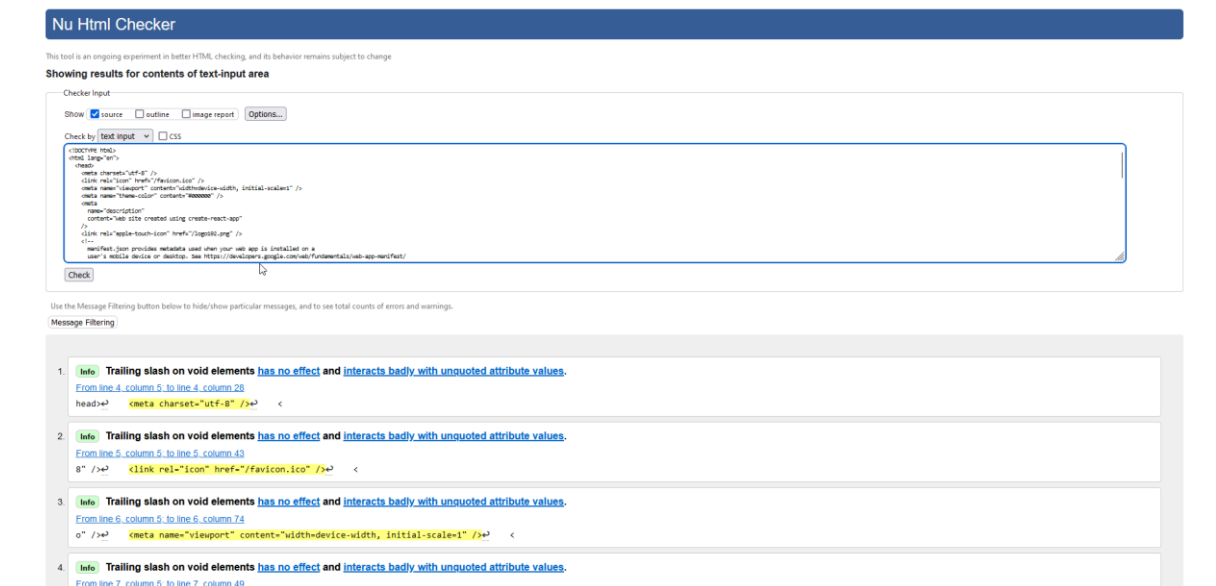 Nu Html Checker
This tool is an ongoing experiment in better HTML checking, and its behavior remains subject to change
Showing results for contents of text-input area
Checker Input
Show source outline image report Options...
Check by text input CSS
<!DOCTYPE html>
<html lang="en">
<head>
<meta charset="utf-8" />
<link rel="icon" href="/favicon.ico" />
<meta name="viewport" content="width=device-width, initial-scale=1" />
<meta name="theme-color" content="#000000" />
<meta
name="description"
content="Web site created using create-react-app"
/>
<link rel="apple-touch-icon" href="/logo192.png" />
<!--
manifest.json provides metadata used when your web app is installed on a
user's mobile device or desktop. See https://developers.google.com/web/fundamentals/web-app-manifest/
Check
Use the Message Filtering button below to hide/show particular messages, and to see total counts of errors and warnings.
Message Filtering
1. Info Trailing slash on void elements has no effect and interacts badly with unquoted attribute values.
From line 4, column 5; to line 4, column 28
head>↩ <meta charset="utf-8" />↩ <
2. Info Trailing slash on void elements has no effect and interacts badly with unquoted attribute values.
From line 5, column 5; to line 5, column 43
8" />↩ <link rel="icon" href="/favicon.ico" />↩ <
3. Info Trailing slash on void elements has no effect and interacts badly with unquoted attribute values.
From line 6, column 5; to line 6, column 74
o" />↩ <meta name="viewport" content="width=device-width, initial-scale=1" />↩ <
4. Info Trailing slash on void elements has no effect and interacts badly with unquoted attribute values.
From line 7, column 5; to line 7, column 49